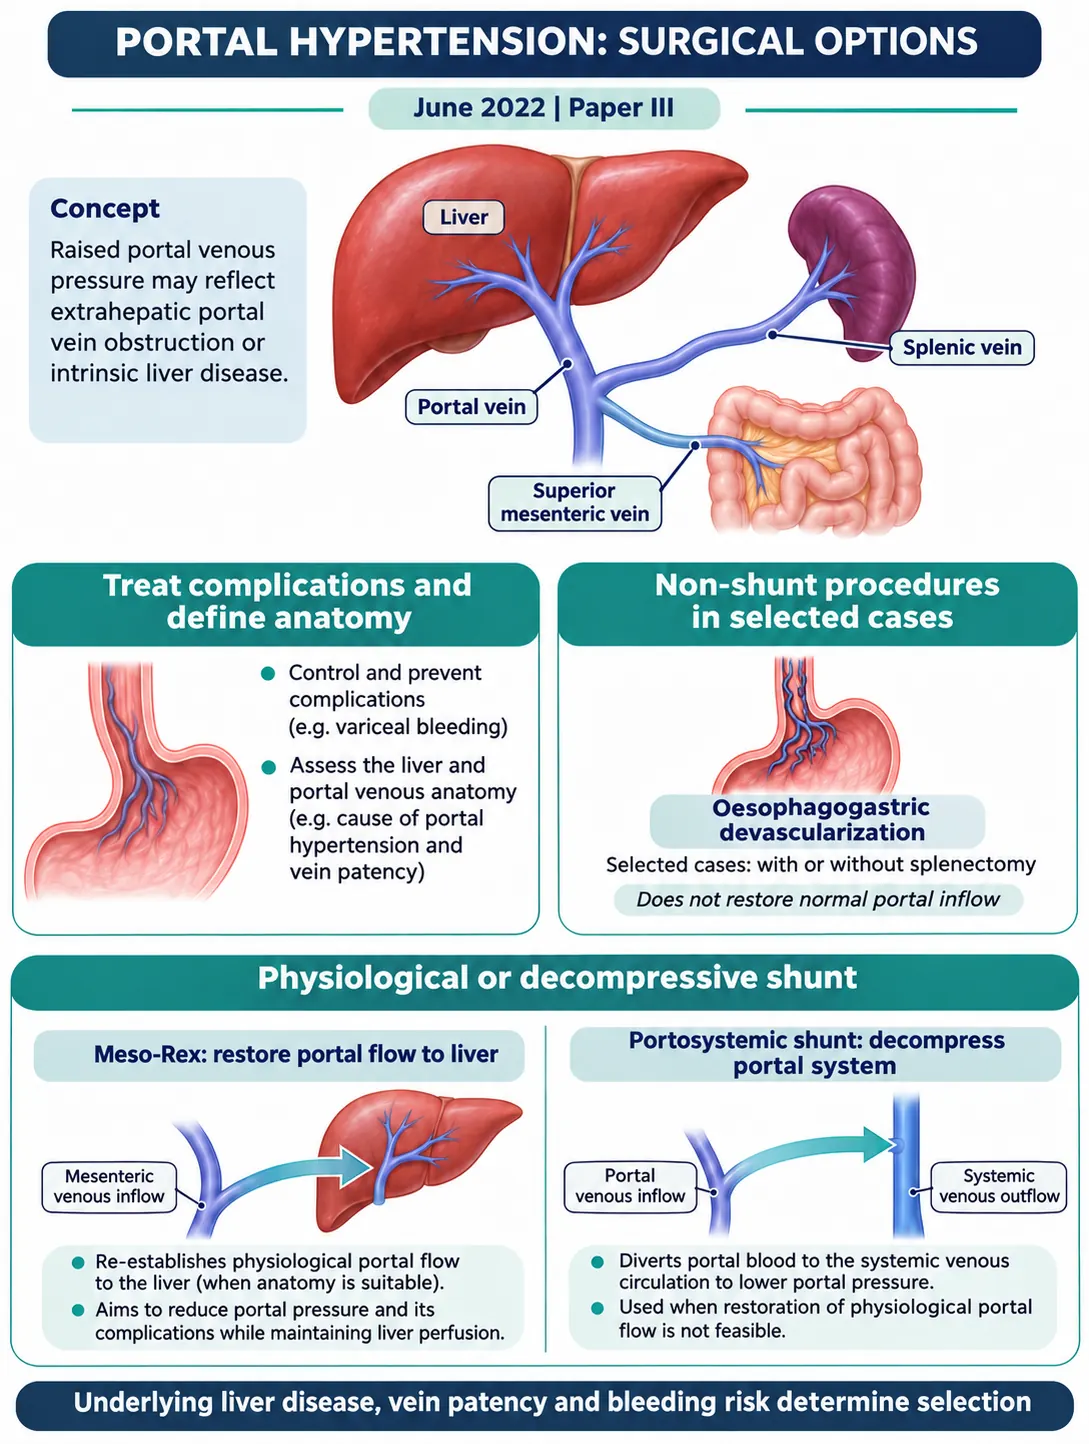 PORTAL HYPERTENSION: SURGICAL OPTIONS
June 2022 | Paper III
Concept
Raised portal venous
pressure may reflect
extrahepatic portal
vein obstruction or
intrinsic liver disease.
Liver
Splenic vein
Portal vein
Superior
mesenteric vein
Treat complications and
define anatomy
Control and prevent
complications
(e.g. variceal bleeding)
Assess the liver and
portal venous anatomy
(e.g. cause of portal
hypertension and
vein patency)
Non-shunt procedures
in selected cases
Oesophagogastric
devascularization
Selected cases: with or without splenectomy
Does not restore normal portal inflow
Physiological or decompressive shunt
Meso-Rex: restore portal flow to liver
Mesenteric
venous inflow
Re-establishes physiological portal flow
to the liver (when anatomy is suitable).
Aims to reduce portal pressure and its
complications while maintaining liver perfusion.
Portosystemic shunt: decompress
portal system
Portal
venous inflow
Systemic
venous outflow
Diverts portal blood to the systemic venous
circulation to lower portal pressure.
Used when restoration of physiological portal
flow is not feasible.
Underlying liver disease, vein patency and bleeding risk determine selection